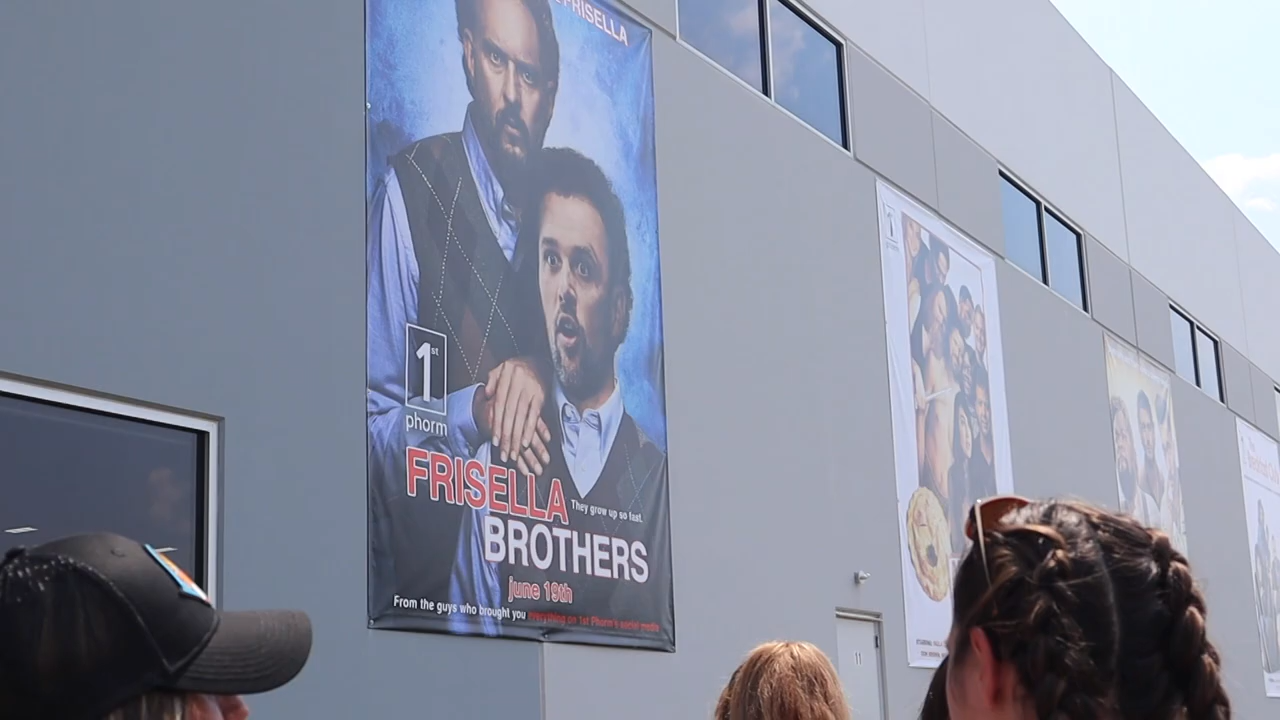 FRISELLA
1st
phorm
FRISELLA
They grow up so fast.
BROTHERS
june 19th
From the guys who brought you everything on 1st Phorm's social media
phorm
11